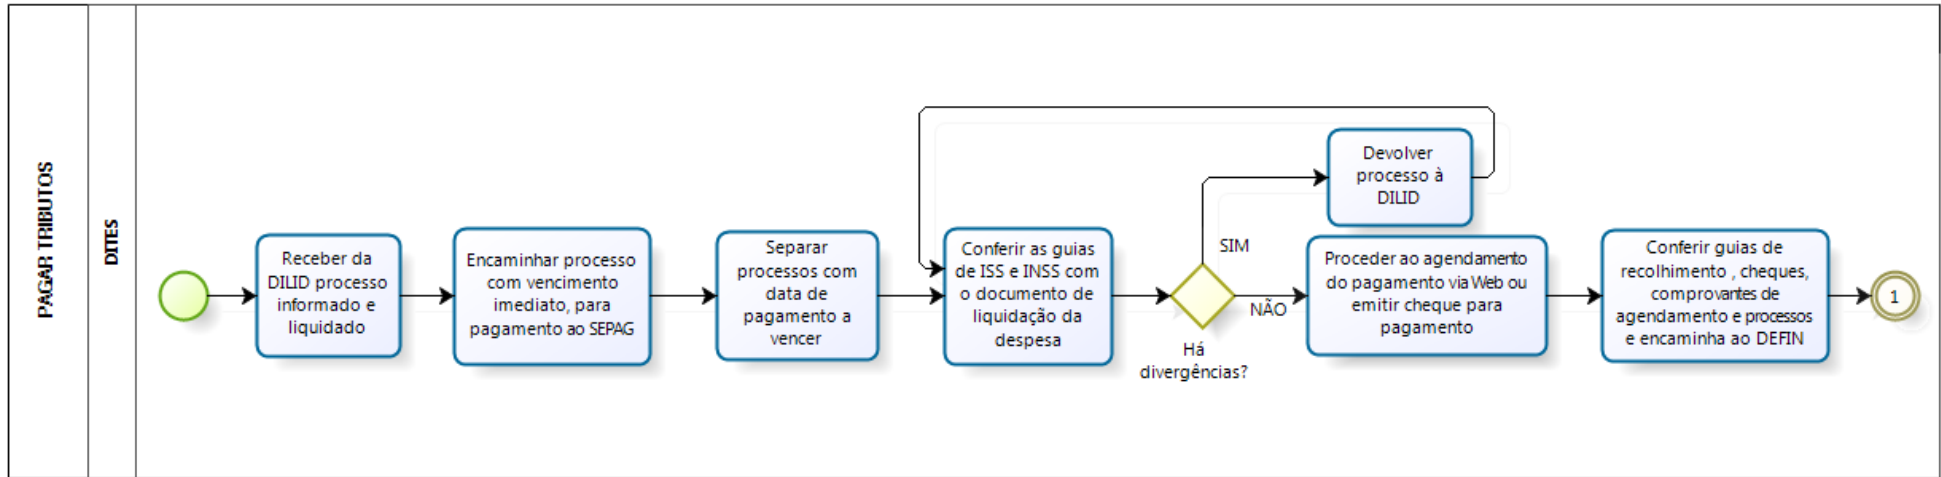 PAGAR TRIBUTOS
DITES
Receber da
DILID processo
informado e
liquidado
Encaminhar processo
com vencimento
imediato, para
pagamento ao SEPAG
Separar
processos com
data de
pagamento a
vencer
Conferir as guias
de ISS e INSS com
o documento de
liquidação da
despesa
Há
divergências?
SIM
Devolver
processo à
DILID
NÃO
Proceder ao agendamento
do pagamento via Web ou
emitir cheque para
pagamento
Conferir guias de
recolhimento , cheques,
comprovantes de
agendamento e processos
e encaminha ao DEFIN
1